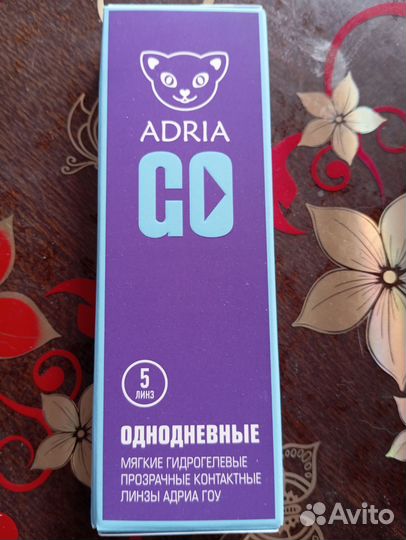 ADRIA
GO
5
ЛИНЗ
ОДНОДНЕВНЫЕ
МЯГКИЕ ГИДРОГЕЛЕВЫЕ
ПРОЗРАЧНЫЕ КОНТАКТНЫЕ
ЛИНЗЫ АДРИА ГОУ
Avito